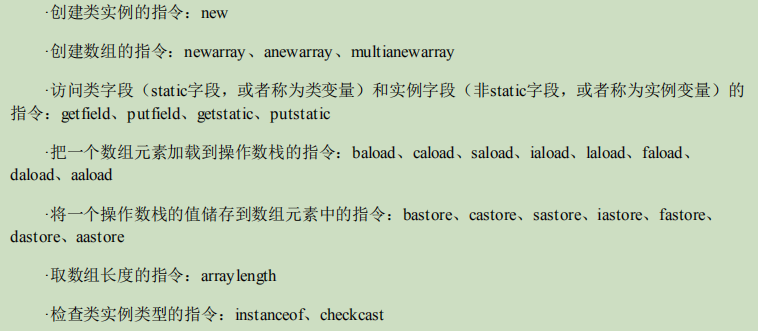 ·创建类实例的指令：new
·创建数组的指令：newarray、anewarray、multianewarray
·访问类字段（static字段，或者称为类变量）和实例字段（非static字段，或者称为实例变量）的
指令：getfield、putfield、getstatic、putstatic
·把一个数组元素加载到操作数栈的指令：baload、caload、saload、iaload、laload、faload、
daload、aaload
·将一个操作数栈的值储存到数组元素中的指令：bastore、castore、sastore、iastore、fastore、
dastore、aastore
·取数组长度的指令：arraylength
·检查类实例类型的指令：instanceof、checkcast